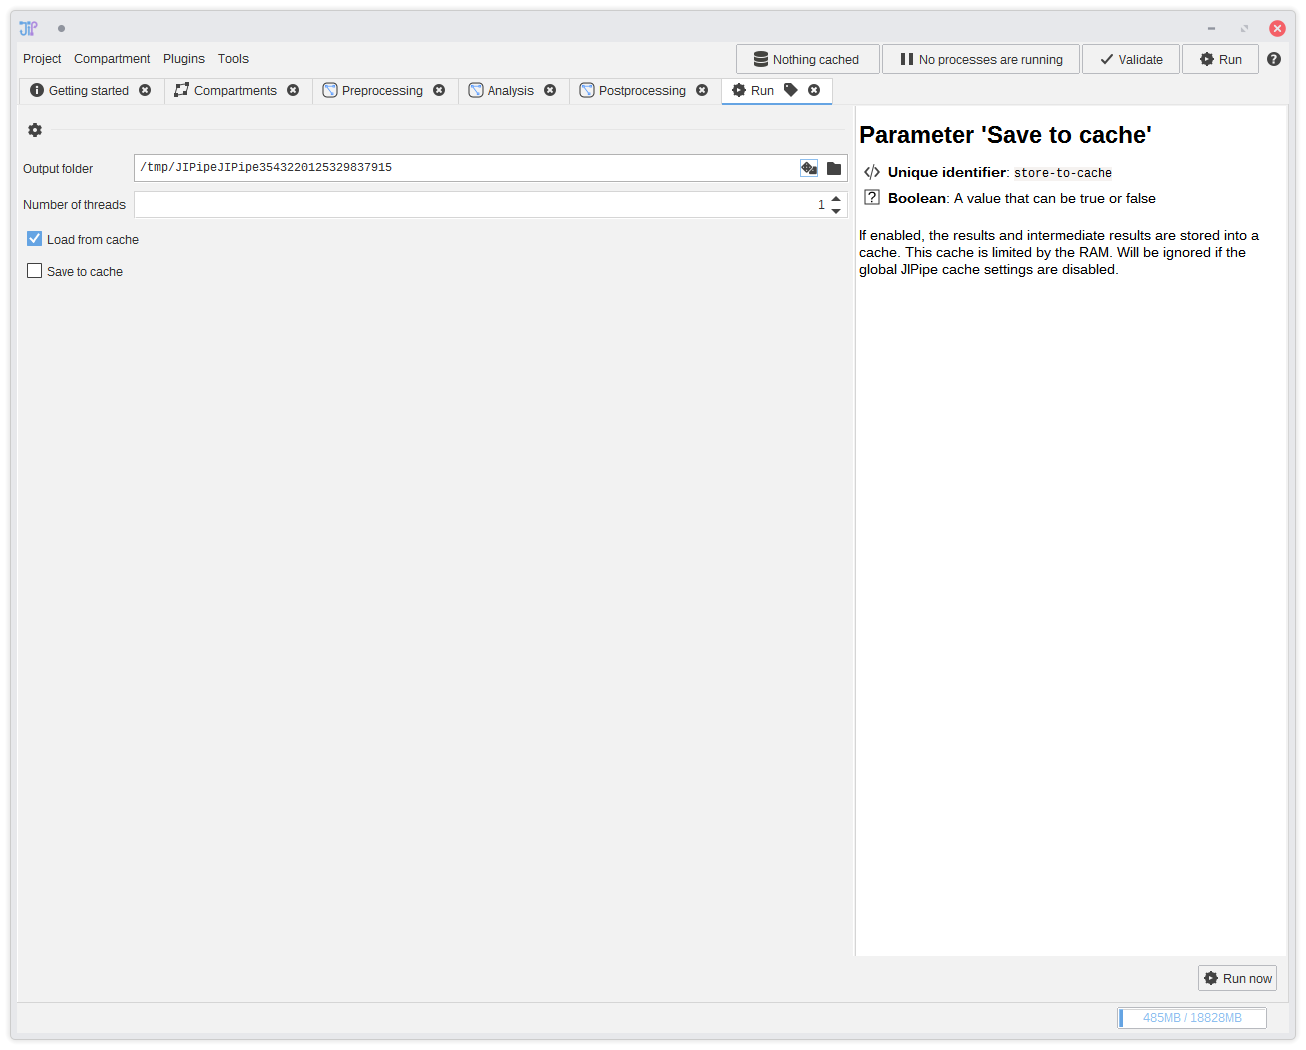 JIP
Project Compartment Plugins Tools Nothing cached No processes are running Validate Run
Getting started Compartments Preprocessing Analysis Postprocessing Run
Parameter 'Save to cache'
Output folder /tmp/JIPipeJIPipe3543220125329837915
Unique identifier: store-to-cache
Boolean: A value that can be true or false
Number of threads 1
Load from cache
If enabled, the results and intermediate results are stored into a
cache. This cache is limited by the RAM. Will be ignored if the
global JIPipe cache settings are disabled.
Save to cache
Run now
485MB / 18828MB